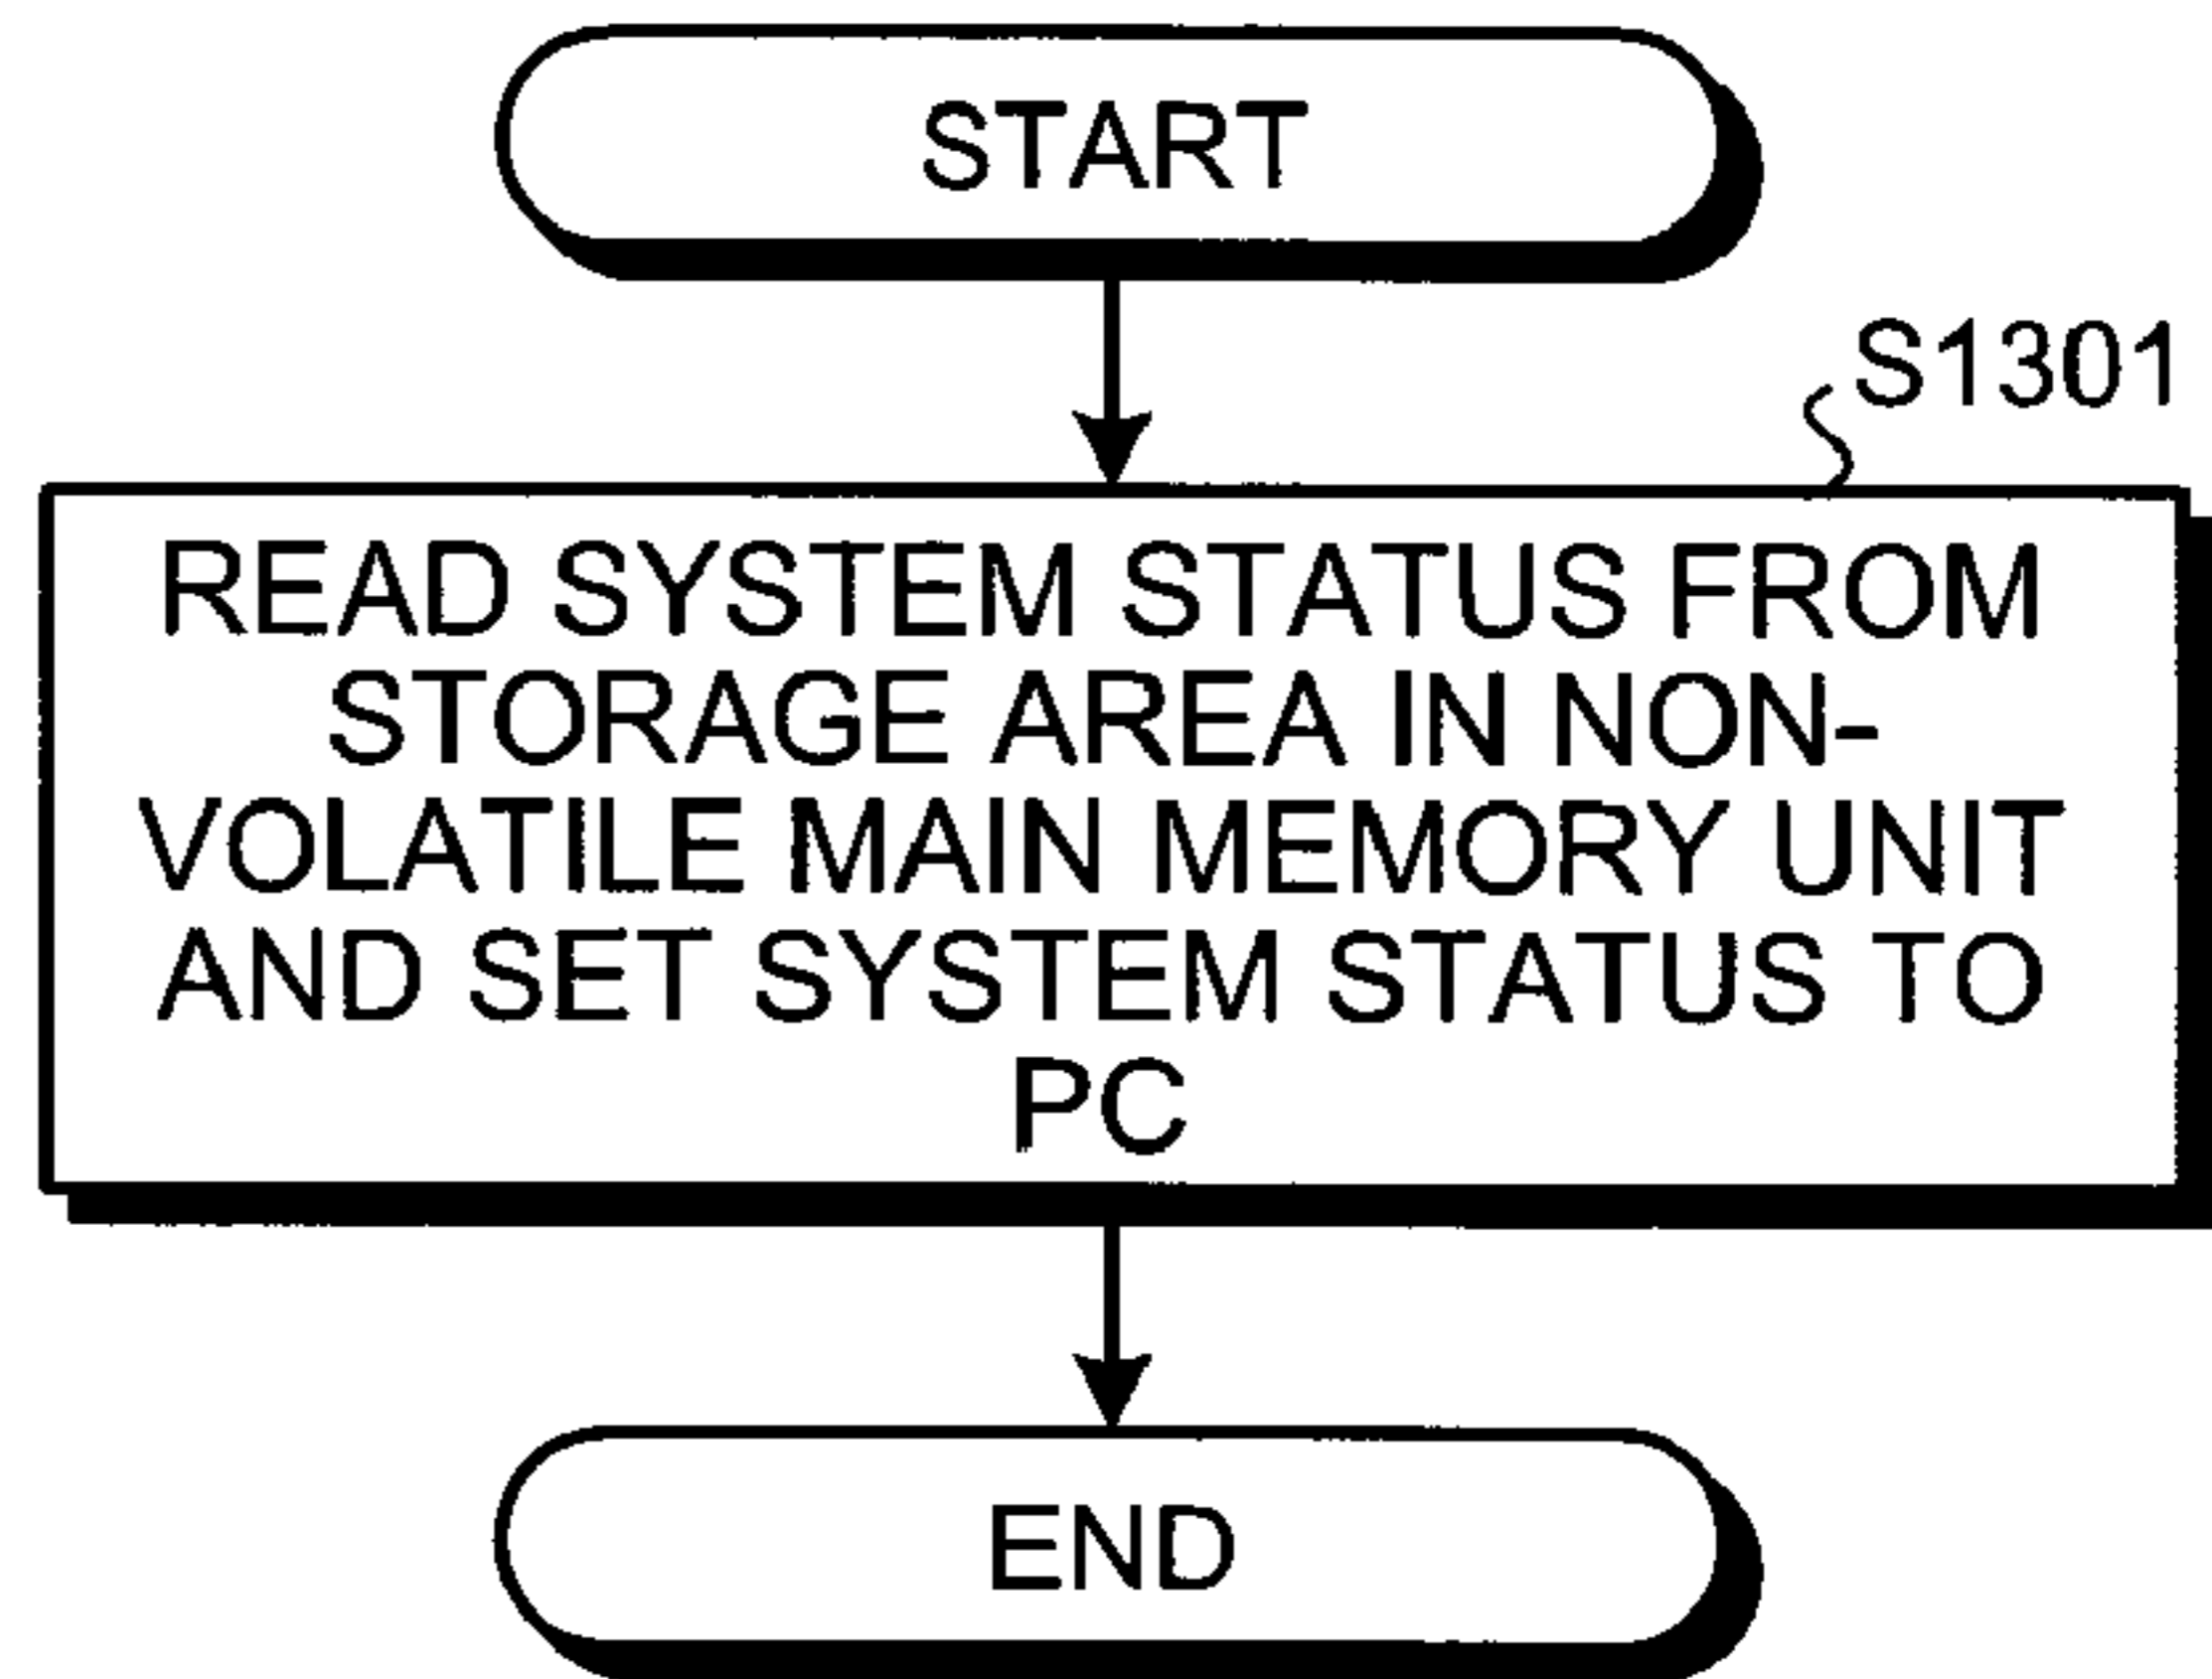 START
S1301
READ SYSTEM STATUS FROM
STORAGE AREA IN NON-
VOLATILE MAIN MEMORY UNIT
AND SET SYSTEM STATUS TO
PC
END